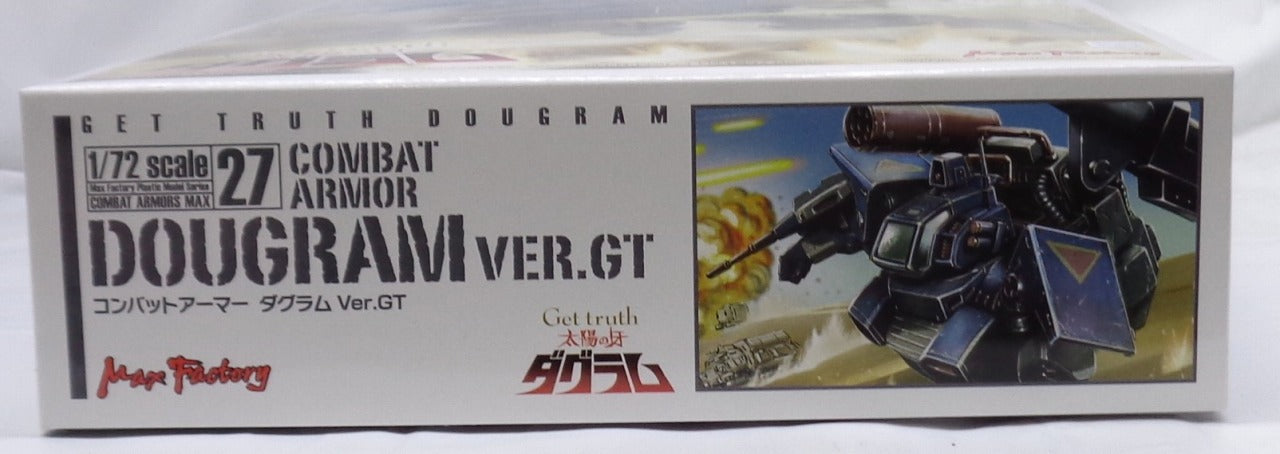 Max Factory
GET TRUTH DOUGRAM
1/72 scale
Max Factory Plastic Model Series
COMBAT ARMORS MAX
27
COMBAT
ARMOR
DOUGRAM VER.GT
コンバットアーマー ダグラム Ver.GT
Max Factory
Get truth
太陽の牙
ダグラム